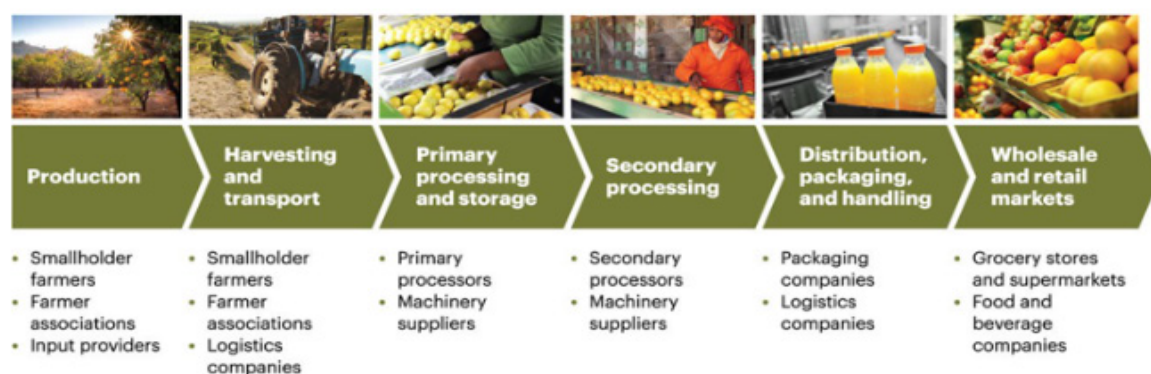 Production
Harvesting
and
transport
Primary
processing
and storage
Secondary
processing
Distribution,
packaging,
and handling
Wholesale
and retail
markets
• Smallholder
farmers
• Farmer
associations
• Input providers
• Smallholder
farmers
• Farmer
associations
• Logistics
companies
• Primary
processors
• Machinery
suppliers
• Secondary
processors
• Machinery
suppliers
• Packaging
companies
• Logistics
companies
• Grocery stores
and supermarkets
• Food and
beverage
companies